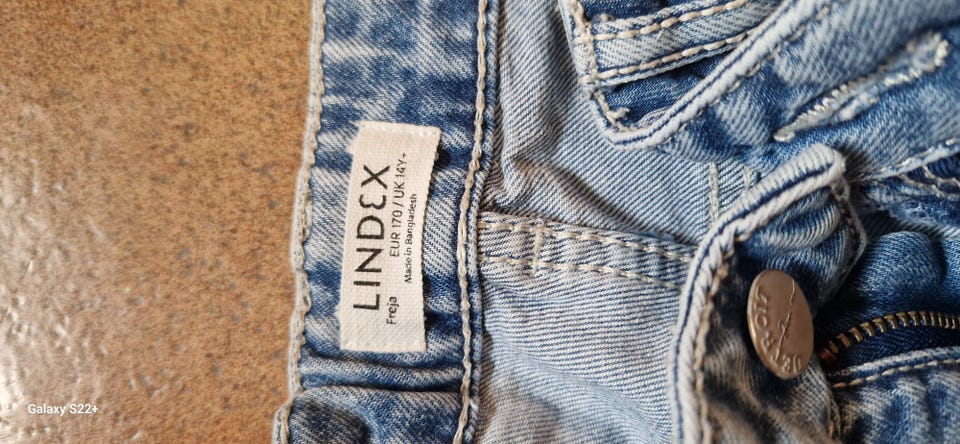 LINDEX
Freja
EUR 170 / UK 14Y+
Made in Bangladesh
Galaxy S22+